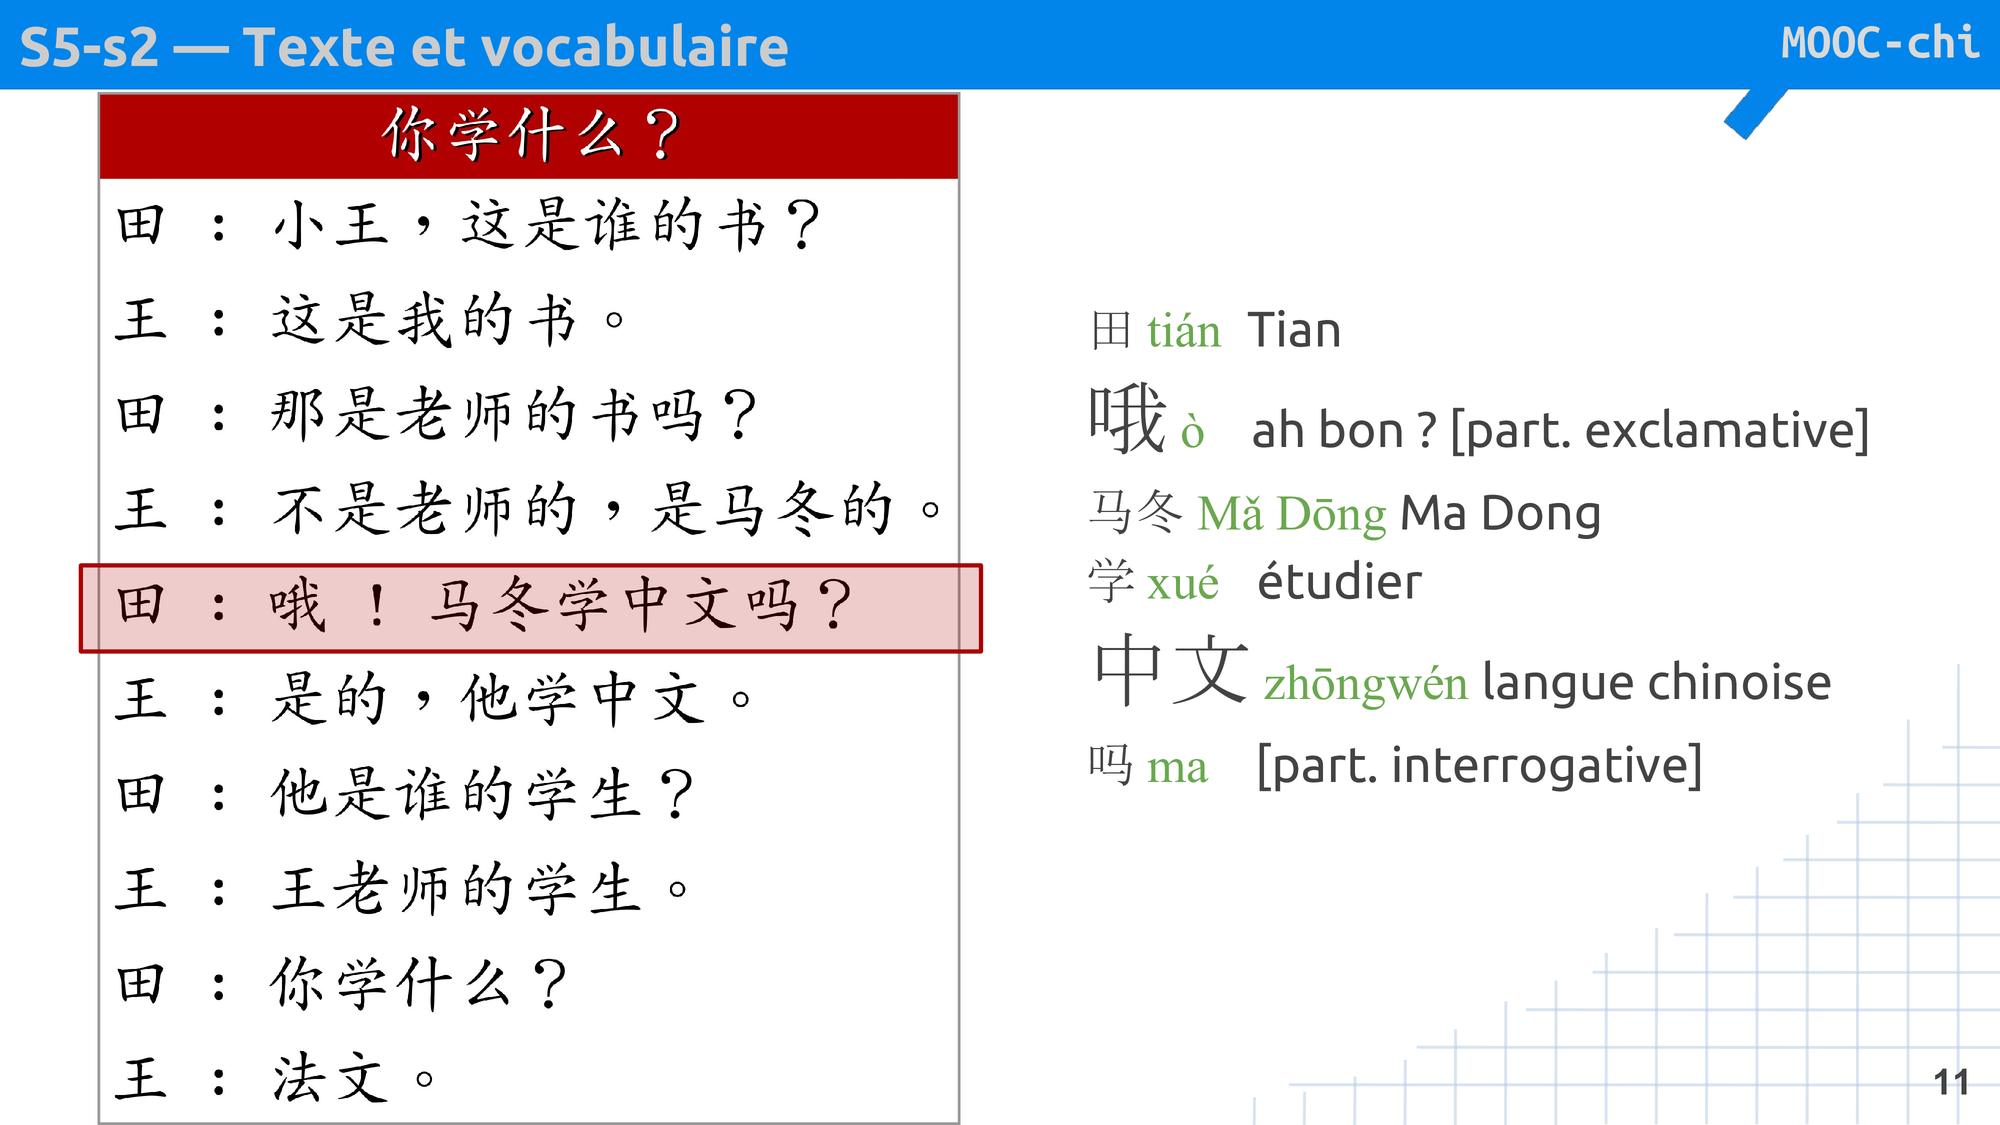 S5-s2 — Texte et vocabulaire
MOOC-chi
你学什么？
田 ： 小王，这是谁的书？
王 ： 这是我的书。
田 ： 那是老师的书吗？
王 ： 不是老师的，是马冬的。
田 ： 哦 ！ 马冬学中文吗？
王 ： 是的，他学中文。
田 ： 他是谁的学生？
王 ： 王老师的学生。
田 ： 你学什么？
王 ： 法文。
田 tián Tian
哦 ò ah bon ? [part. exclamative]
马冬 Mǎ Dōng Ma Dong
学 xué étudier
中文 zhōngwén langue chinoise
吗 ma [part. interrogative]
11